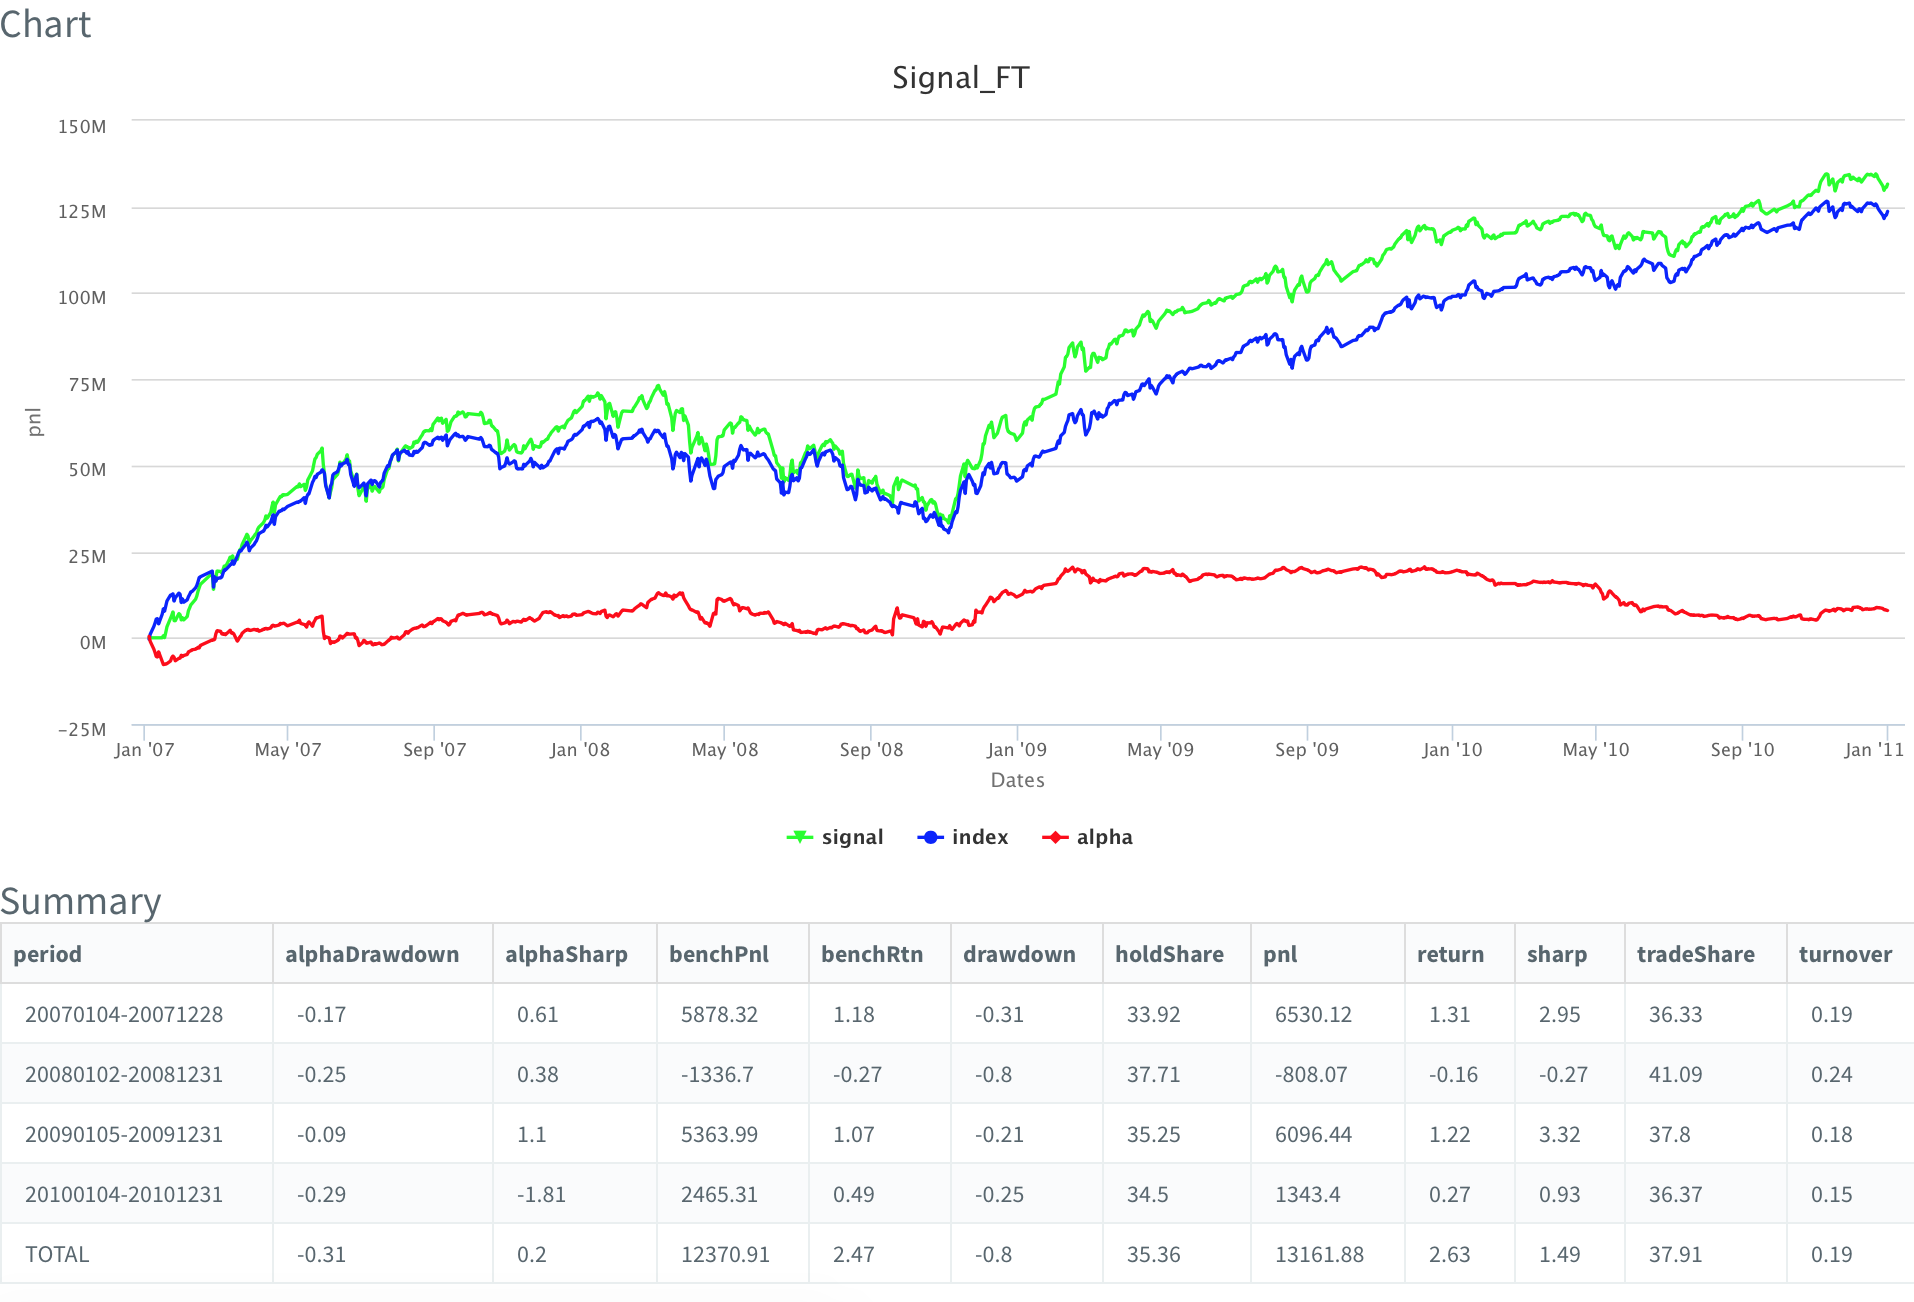 Chart
Signal_FT
150M
125M
100M
75M
50M
25M
0M
-25M
pnl
Jan '07 May '07 Sep '07 Jan '08 May '08 Sep '08 Jan '09 May '09 Sep '09 Jan '10 May '10 Sep '10 Jan '11
Dates
signal index alpha
Summary
period alphaDrawdown alphaSharp benchPnl benchRtn drawdown holdShare pnl return sharp tradeShare turnover
20070104-20071228 -0.17 0.61 5878.32 1.18 -0.31 33.92 6530.12 1.31 2.95 36.33 0.19
20080102-20081231 -0.25 0.38 -1336.7 -0.27 -0.8 37.71 -808.07 -0.16 -0.27 41.09 0.24
20090105-20091231 -0.09 1.1 5363.99 1.07 -0.21 35.25 6096.44 1.22 3.32 37.8 0.18
20100104-20101231 -0.29 -1.81 2465.31 0.49 -0.25 34.5 1343.4 0.27 0.93 36.37 0.15
TOTAL -0.31 0.2 12370.91 2.47 -0.8 35.36 13161.88 2.63 1.49 37.91 0.19